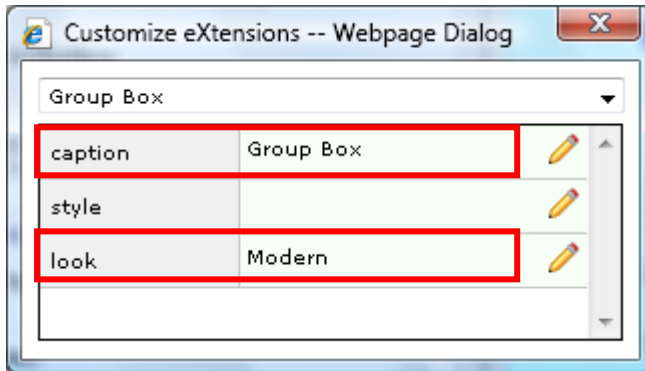 Customize eXtensions -- Webpage Dialog
Group Box
caption Group Box
style
look Modern